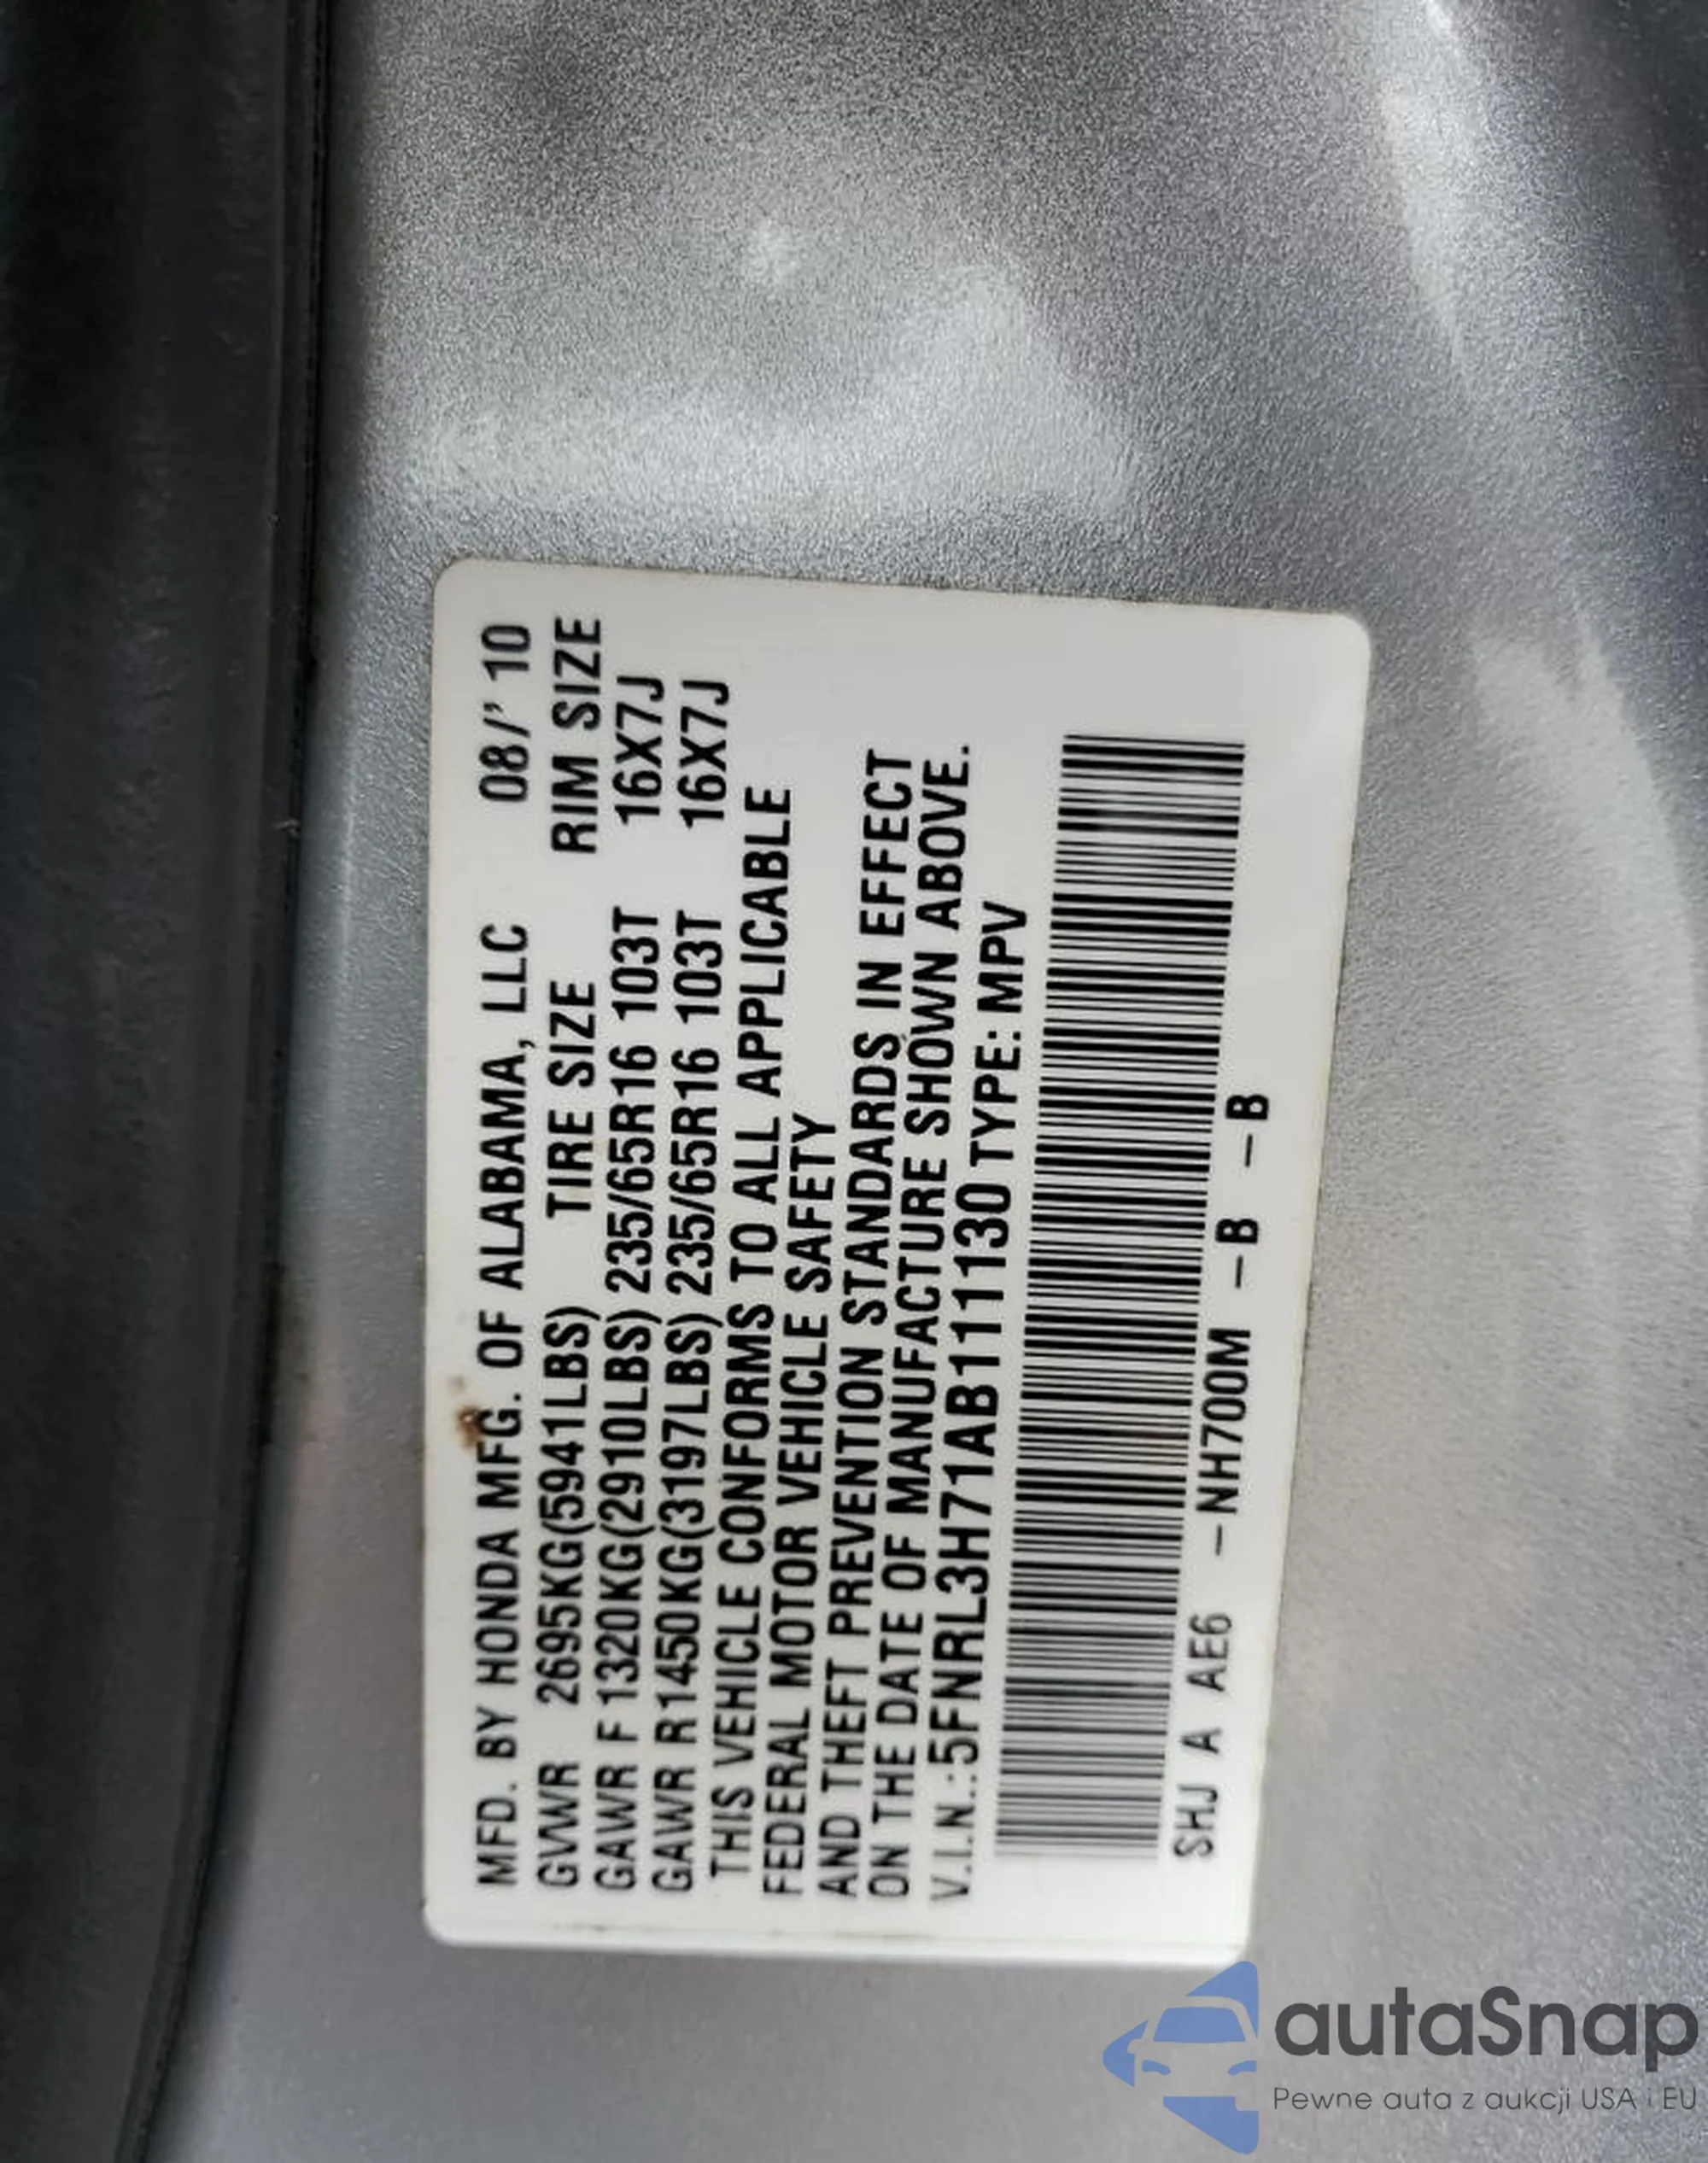 MFD. BY HONDA MFG. OF ALABAMA, LLC 08/' 10
GVWR 2695KG(5941LBS) TIRE SIZE RIM SIZE
GAWR F 1320KG(2910LBS) 235/65R16 103T 16X7J
GAWR R1450KG(3197LBS) 235/65R16 103T 16X7J
THIS VEHICLE CONFORMS TO ALL APPLICABLE
FEDERAL MOTOR VEHICLE SAFETY
AND THEFT PREVENTION STANDARDS IN EFFECT
ON THE DATE OF MANUFACTURE SHOWN ABOVE.
V.I.N.:5FNRL3H71AB111130 TYPE: MPV
SHJ A AE6 –NH700M –B –B
autaSnap
Pewne auta z aukcji USA i EU